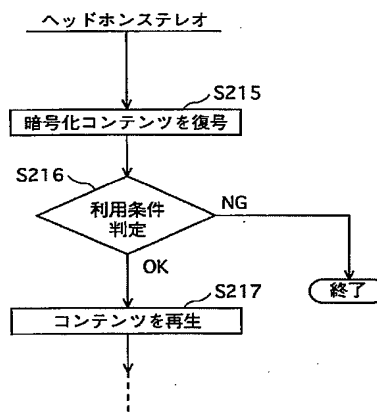 ヘッドホンステレオ
S215
暗号化コンテンツを復号
S216
利用条件
判定
NG
OK
終了
S217
コンテンツを再生